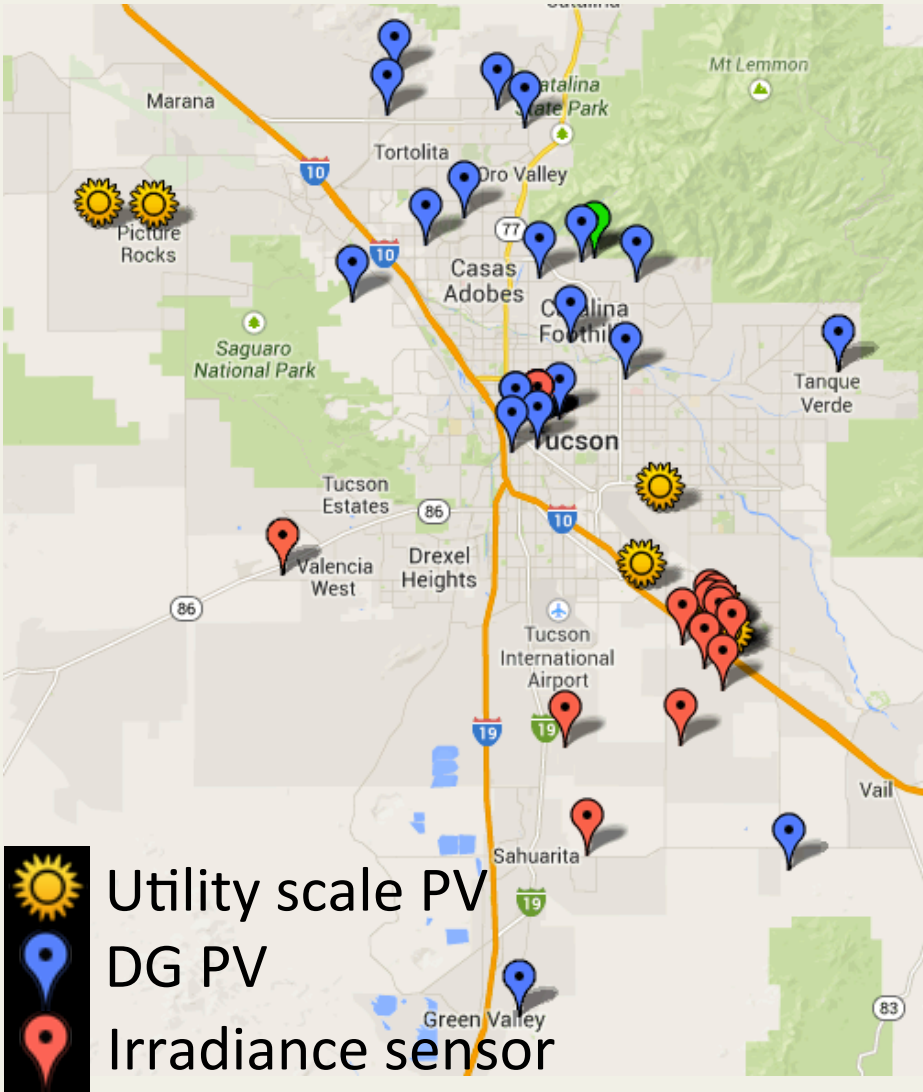 Catalina
Mt Lemmon
Marana
Catalina
State Park
Tortolita
10
Oro Valley
Picture
Rocks
77
10
Casas
Adobes
Catalina
Foothil
Saguaro
National Park
Tanque
Verde
Tucson
Tucson
Estates
86
10
Valencia
West
Drexel
Heights
86
Tucson
International
Airport
19
19
Vail
Sahuarita
Utility scale PV
19
DG PV
Green Valley
83
Irradiance sensor